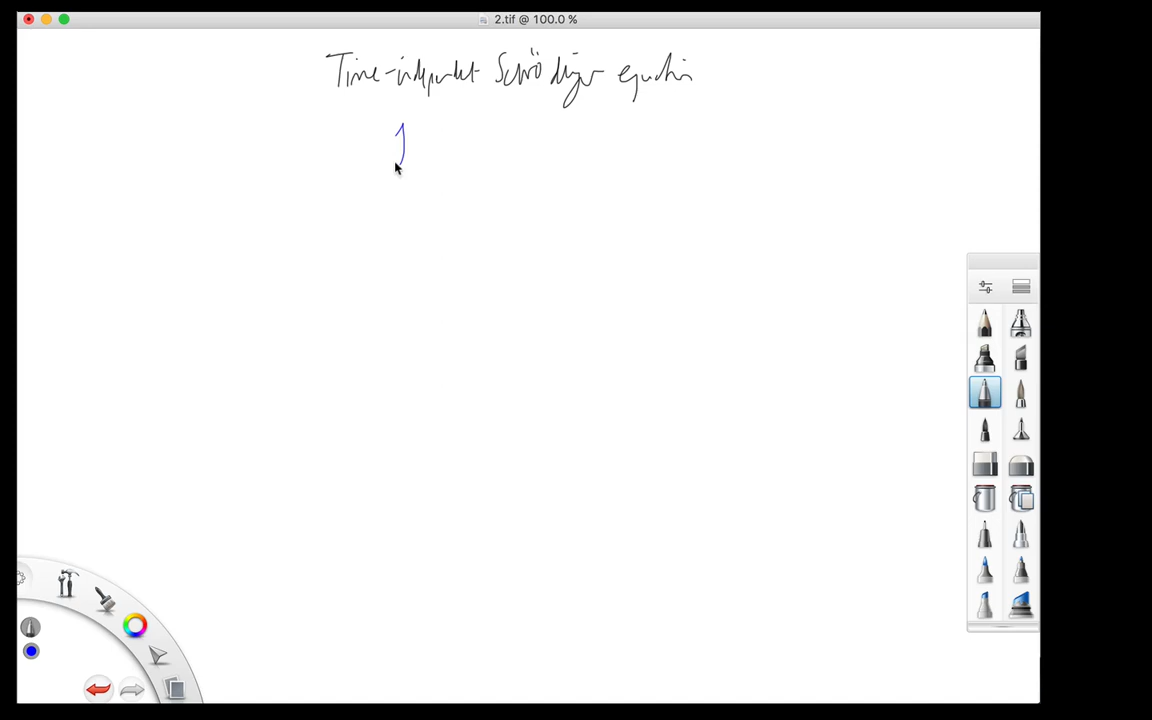 2.tif @ 100.0 %
Time-independent Schrödinger equation